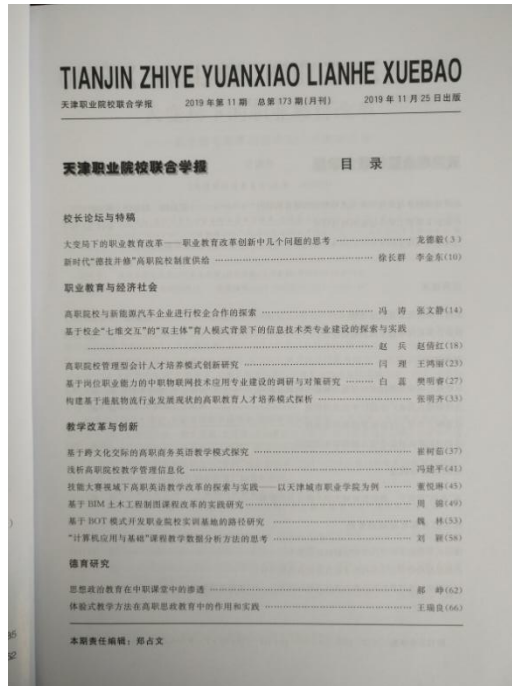 TIANJIN ZHIYE YUANXIAO LIANHE XUEBAO
天津职业院校联合学报 2019年第11期 总第173期(月刊) 2019年11月25日出版
天津职业院校联合学报 目 录
校长论坛与特稿
大变局下的职业教育改革——职业教育改革创新中几个问题的思考 …… 龙德毅(3)
新时代“德技并修”高职院校制度供给 …… 徐长群 李金东(10)
职业教育与经济社会
高职院校与新能源汽车企业进行校企合作的探索 …… 冯 涛 张文静(14)
基于校企“七维交互”的“双主体”育人模式背景下的信息技术类专业建设的探索与实践
…… 赵 兵 赵倩红(18)
高职院校管理型会计人才培养模式创新研究 …… 闫 理 王鸿丽(23)
基于岗位职业能力的中职物联网技术应用专业建设的调研与对策研究 …… 白 蕊 樊明睿(27)
构建基于港航物流行业发展现状的高职教育人才培养模式探析 …… 张明齐(33)
教学改革与创新
基于跨文化交际的高职商务英语教学模式探究 …… 崔树茹(37)
浅析高职院校教学管理信息化 …… 冯建平(41)
技能大赛视域下高职英语教学改革的探索与实践——以天津城市职业学院为例 …… 董悦琳(45)
基于BIM土木工程制图课程改革的实践研究 …… 周 锦(49)
基于BOT模式开发职业院校实训基地的路径研究 …… 魏 林(53)
“计算机应用与基础”课程教学数据分析方法的思考 …… 刘 颖(58)
德育研究
思想政治教育在中职课堂中的渗透 …… 郝 峥(62)
体验式教学方法在高职思政教育中的作用和实践 …… 王瑞良(66)
本期责任编辑：郑占文